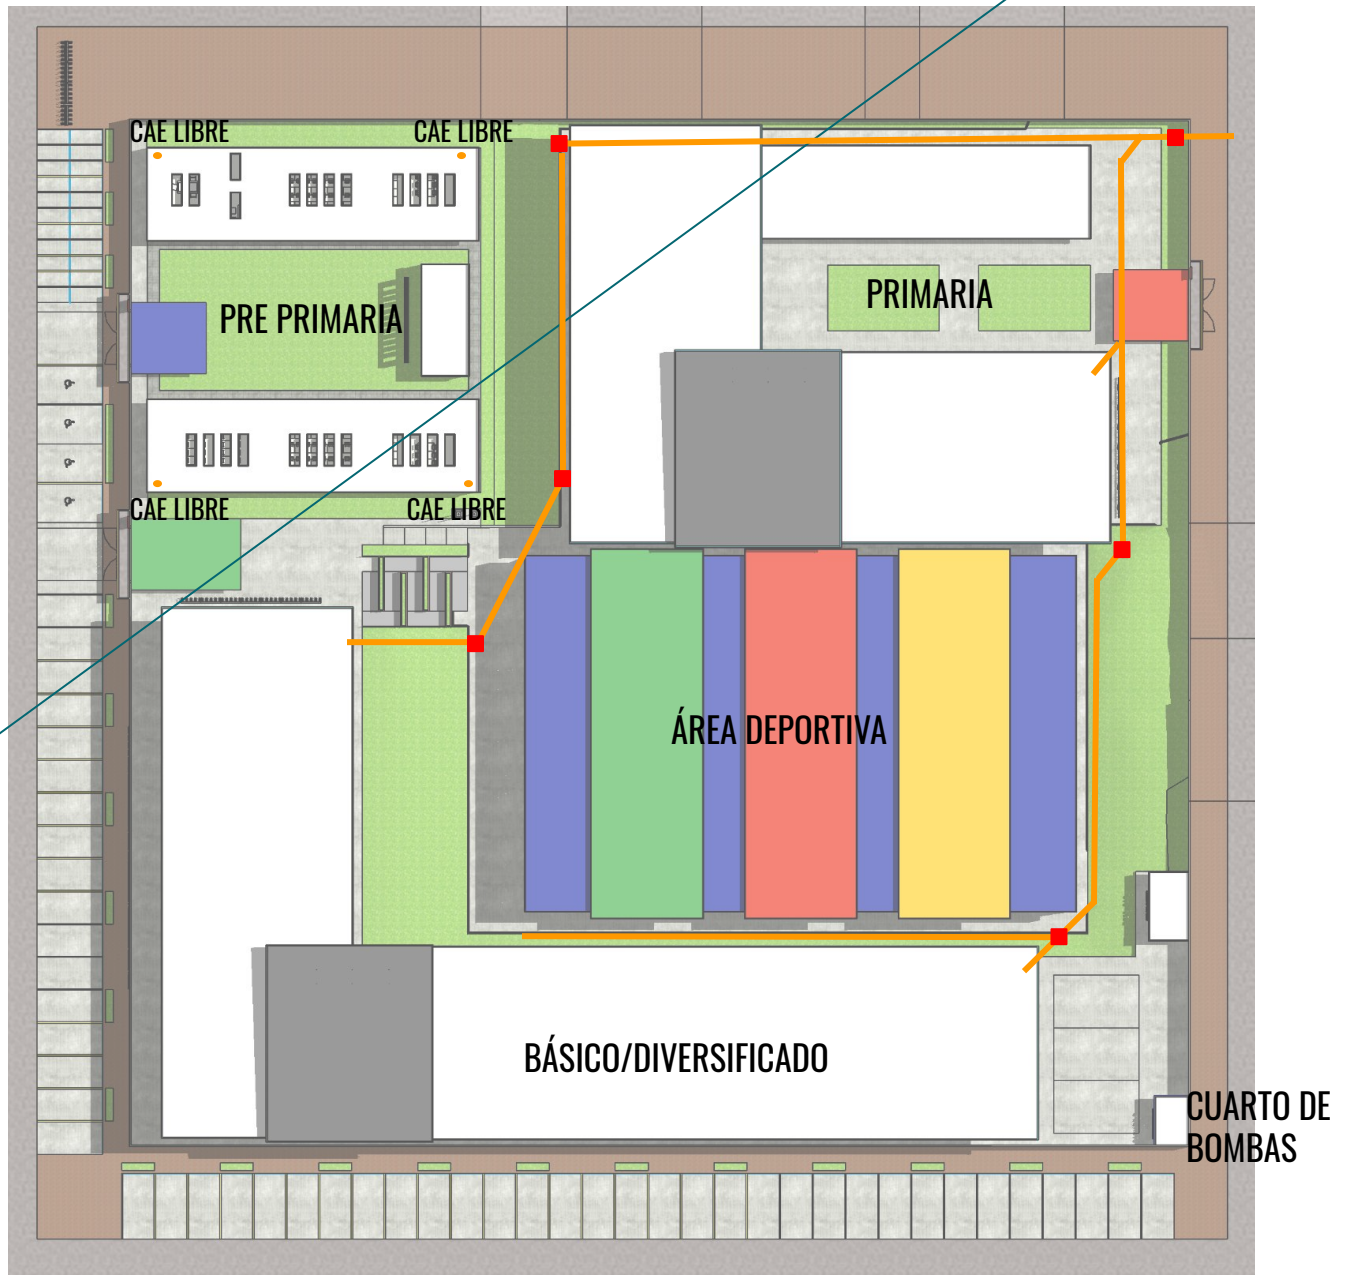 CAE LIBRE
CAE LIBRE
PRE PRIMARIA
PRIMARIA
CAE LIBRE
CAE LIBRE
ÁREA DEPORTIVA
BÁSICO/DIVERSIFICADO
CUARTO DE
BOMBAS